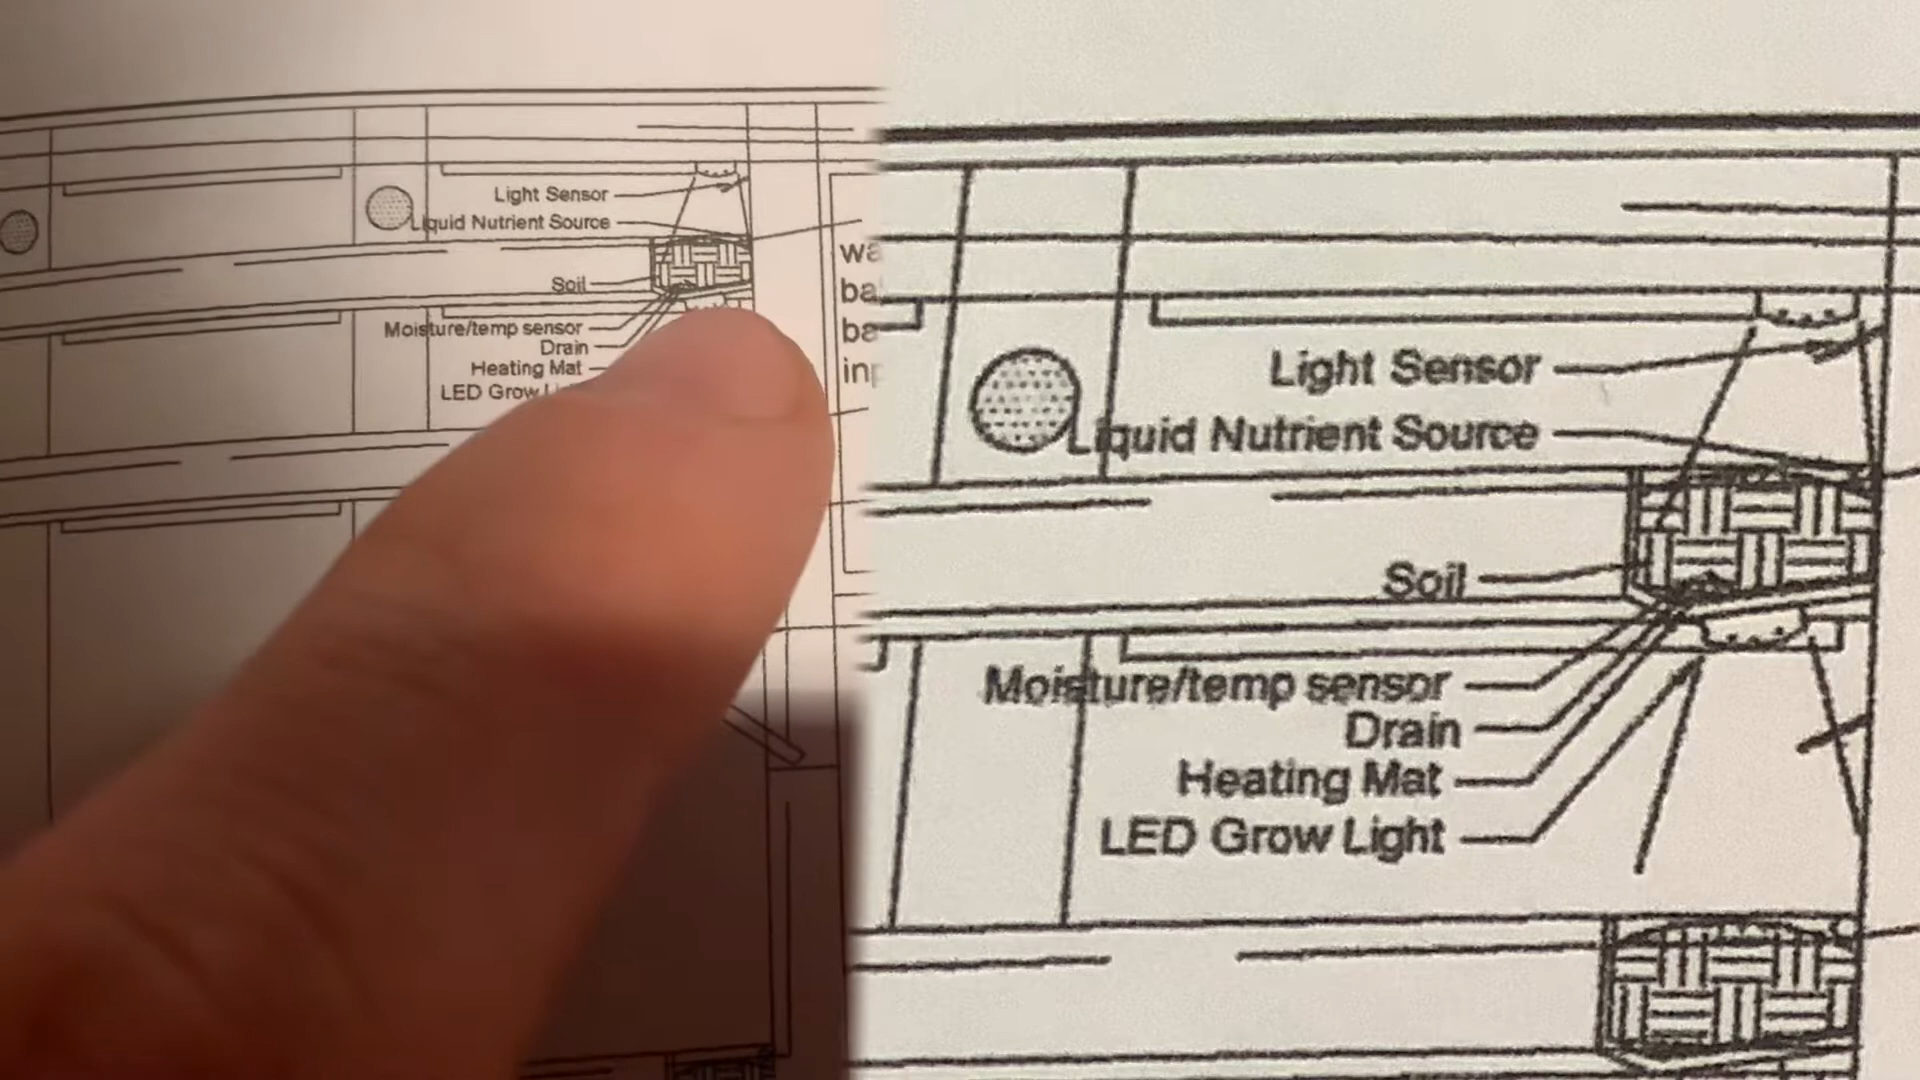 Light Sensor
Liquid Nutrient Source
Soil
Moisture/temp sensor
Drain
Heating Mat
LED Grow
Light Sensor
Liquid Nutrient Source
Soil
Moisture/temp sensor
Drain
Heating Mat
LED Grow Light